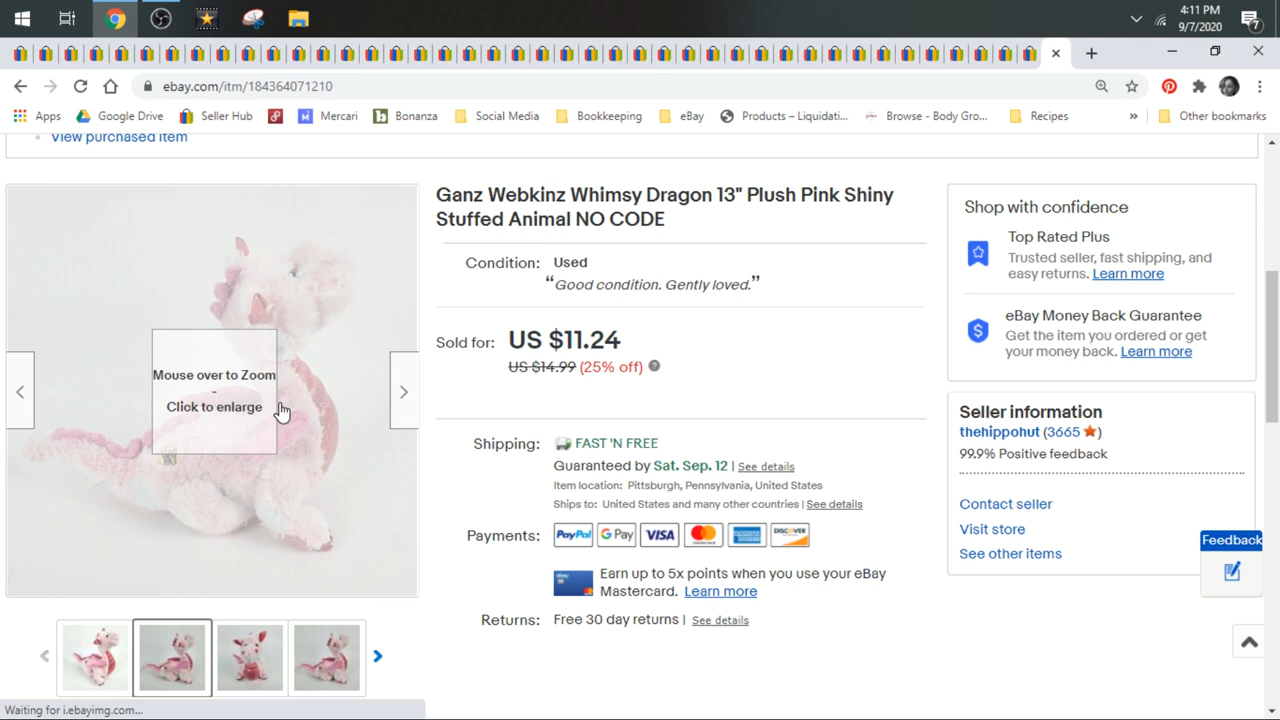 4:11 PM
9/7/2020
7
ebay.com/itm/184364071210
Apps
Google Drive
Seller Hub
Mercari
Bonanza
Social Media
Bookkeeping
eBay
Products – Liquidati...
Browse - Body Gro...
Recipes
»
Other bookmarks
View purchased item
Ganz Webkinz Whimsy Dragon 13" Plush Pink Shiny
Stuffed Animal NO CODE
Condition: Used
“Good condition. Gently loved.”
Sold for: US $11.24
US $14.99 (25% off)
Mouse over to Zoom
-
Click to enlarge
Shipping: FAST 'N FREE
Guaranteed by Sat. Sep. 12 | See details
Item location: Pittsburgh, Pennsylvania, United States
Ships to: United States and many other countries | See details
Payments: PayPal G Pay VISA
DISCOVER
Earn up to 5x points when you use your eBay
Mastercard. Learn more
Returns: Free 30 day returns | See details
Shop with confidence
Top Rated Plus
Trusted seller, fast shipping, and
easy returns. Learn more
eBay Money Back Guarantee
Get the item you ordered or get
your money back. Learn more
Seller information
thehippohut (3665)
99.9% Positive feedback
Contact seller
Visit store
See other items
Feedback
Waiting for i.ebayimg.com...